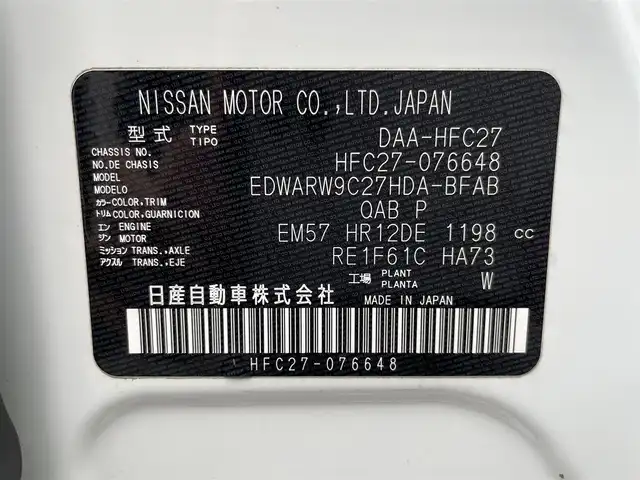 NISSAN MOTOR CO.,LTD.JAPAN
型式 TYPE TIPO DAA-HFC27
CHASSIS NO. NO.DE CHASIS HFC27-076648
MODEL MODELO EDWARW9C27HDA-BFAB
カラー COLOR, TRIM トリム COLOR, GUARNICION QAB P
エンジン ENGINE MOTOR EM57 HR12DE 1198 cc
ミッション TRANS., AXLE アクスル TRANS., EJE RE1F61C HA73
工場 PLANT PLANTA W
日産自動車株式会社 MADE IN JAPAN
HFC27-076648